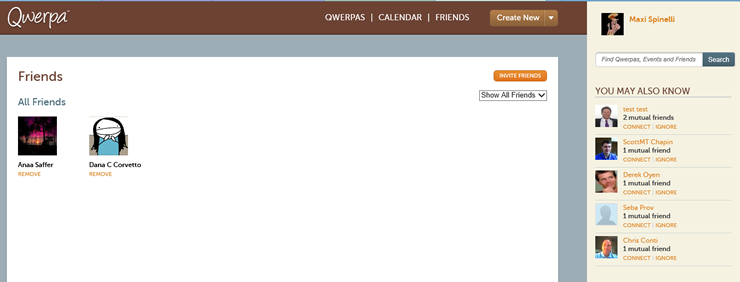 Qwerpa™
QWERPAS | CALENDAR | FRIENDS
Create New
Maxi Spinelli
Find Qwerpas, Events and Friends
Search
Friends
INVITE FRIENDS
All Friends
Show All Friends
Anaa Saffer
REMOVE
Dana C Corvetto
REMOVE
YOU MAY ALSO KNOW
test test
2 mutual friends
CONNECT | IGNORE
ScottMT Chapin
1 mutual friend
CONNECT | IGNORE
Derek Oyen
1 mutual friend
CONNECT | IGNORE
Seba Prov
1 mutual friend
CONNECT | IGNORE
Chris Conti
1 mutual friend
CONNECT | IGNORE